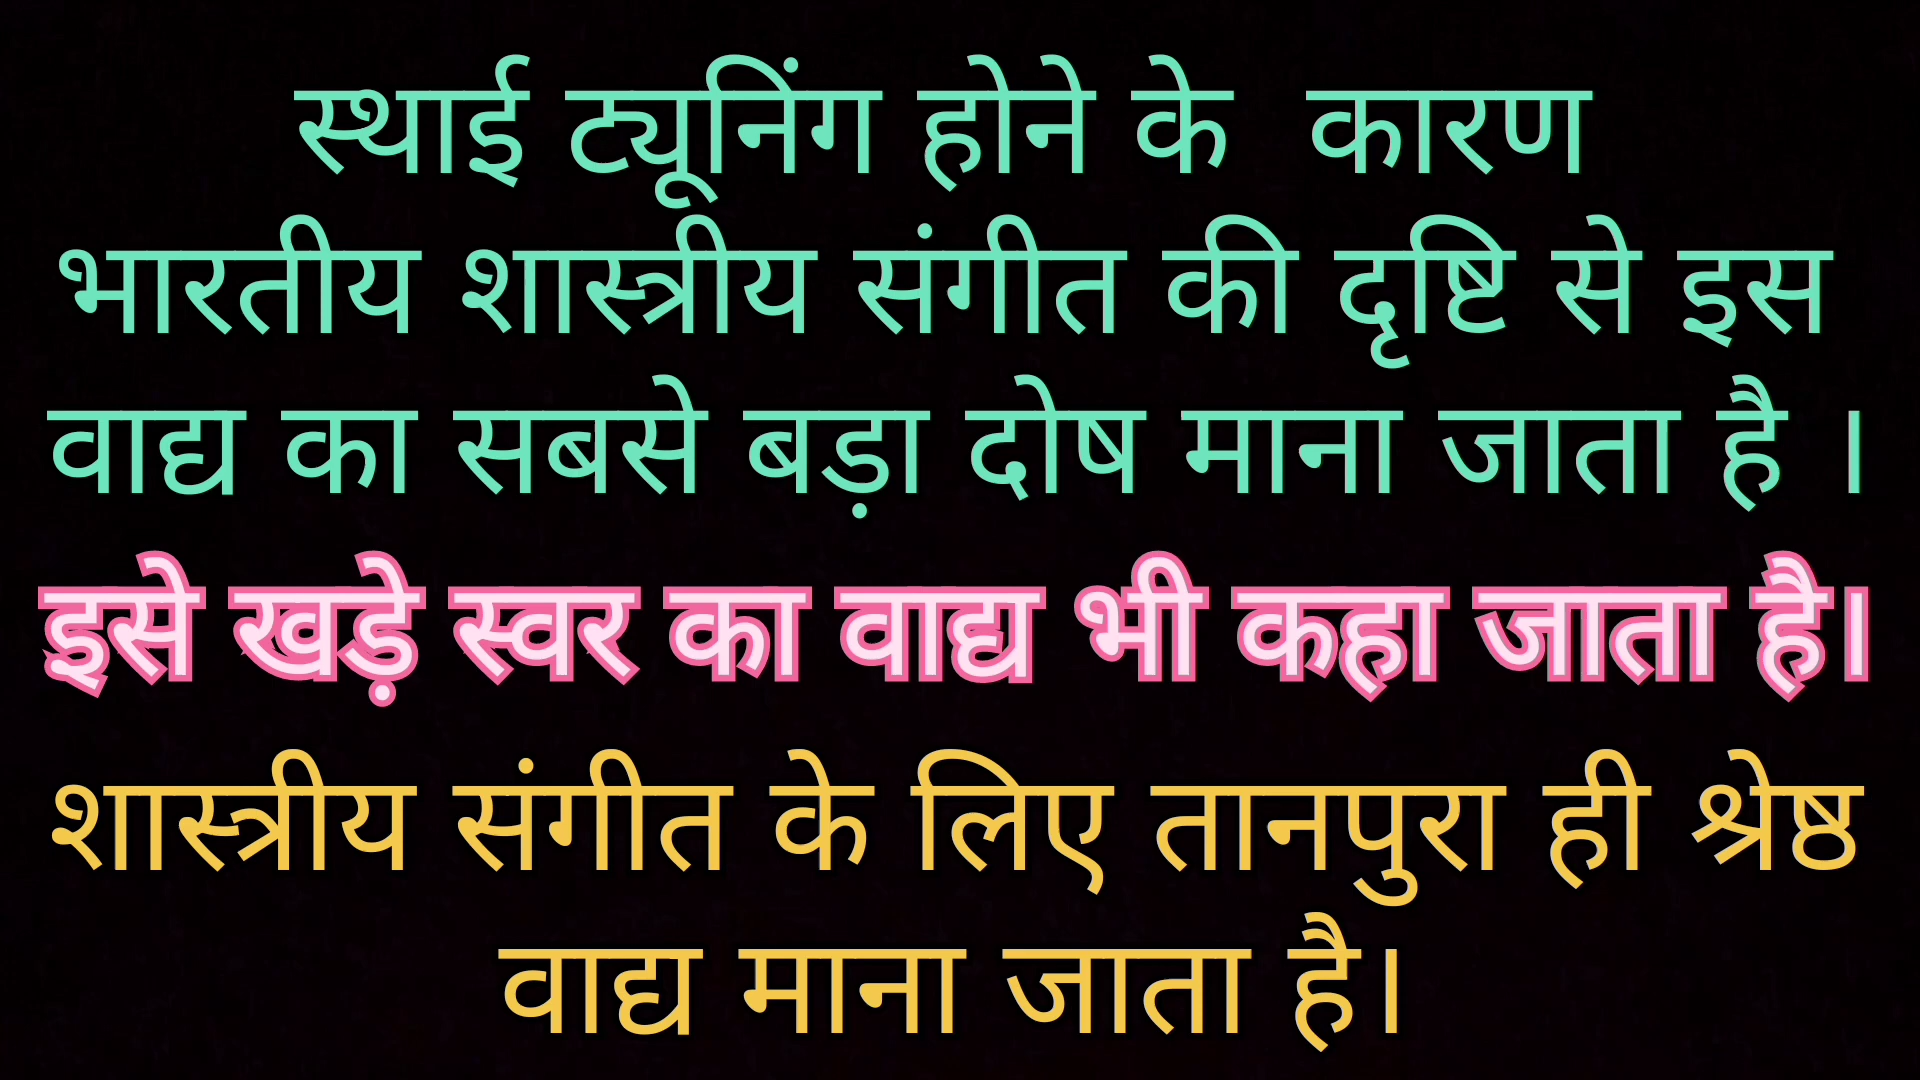 स्थाई ट्यूनिंग होने के कारण
भारतीय शास्त्रीय संगीत की दृष्टि से इस
वाद्य का सबसे बड़ा दोष माना जाता है ।
इसे खड़े स्वर का वाद्य भी कहा जाता है।
शास्त्रीय संगीत के लिए तानपुरा ही श्रेष्ठ
वाद्य माना जाता है।